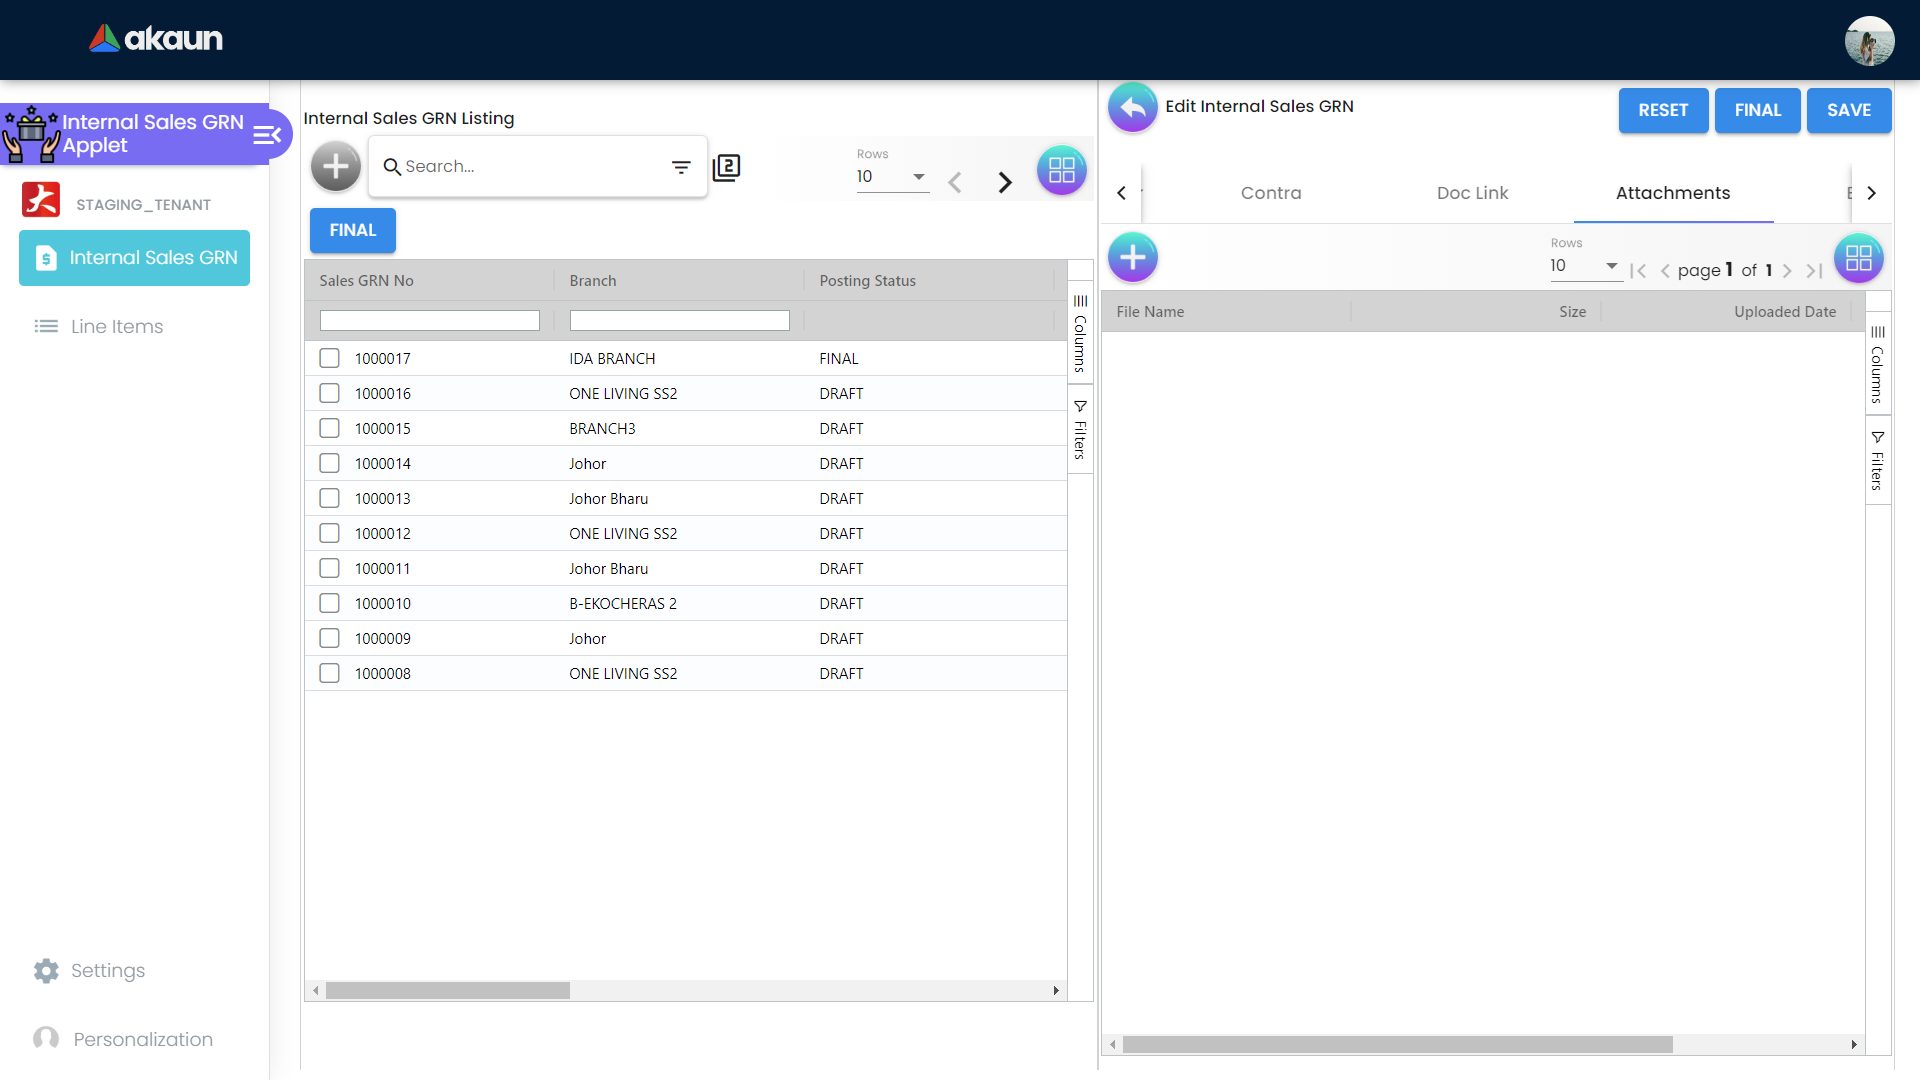 akaun
Internal Sales GRN
Applet
STAGING_TENANT
Internal Sales GRN
Line Items
Settings
Personalization
Internal Sales GRN Listing
Search...
2
Rows
10
FINAL
Sales GRN No Branch Posting Status
1000017 IDA BRANCH FINAL
1000016 ONE LIVING SS2 DRAFT
1000015 BRANCH3 DRAFT
1000014 Johor DRAFT
1000013 Johor Bharu DRAFT
1000012 ONE LIVING SS2 DRAFT
1000011 Johor Bharu DRAFT
1000010 B-EKOCHERAS 2 DRAFT
1000009 Johor DRAFT
1000008 ONE LIVING SS2 DRAFT
Columns
Filters
Edit Internal Sales GRN
RESET FINAL SAVE
Contra Doc Link Attachments
Rows
10
page 1 of 1
File Name Size Uploaded Date
Columns
Filters